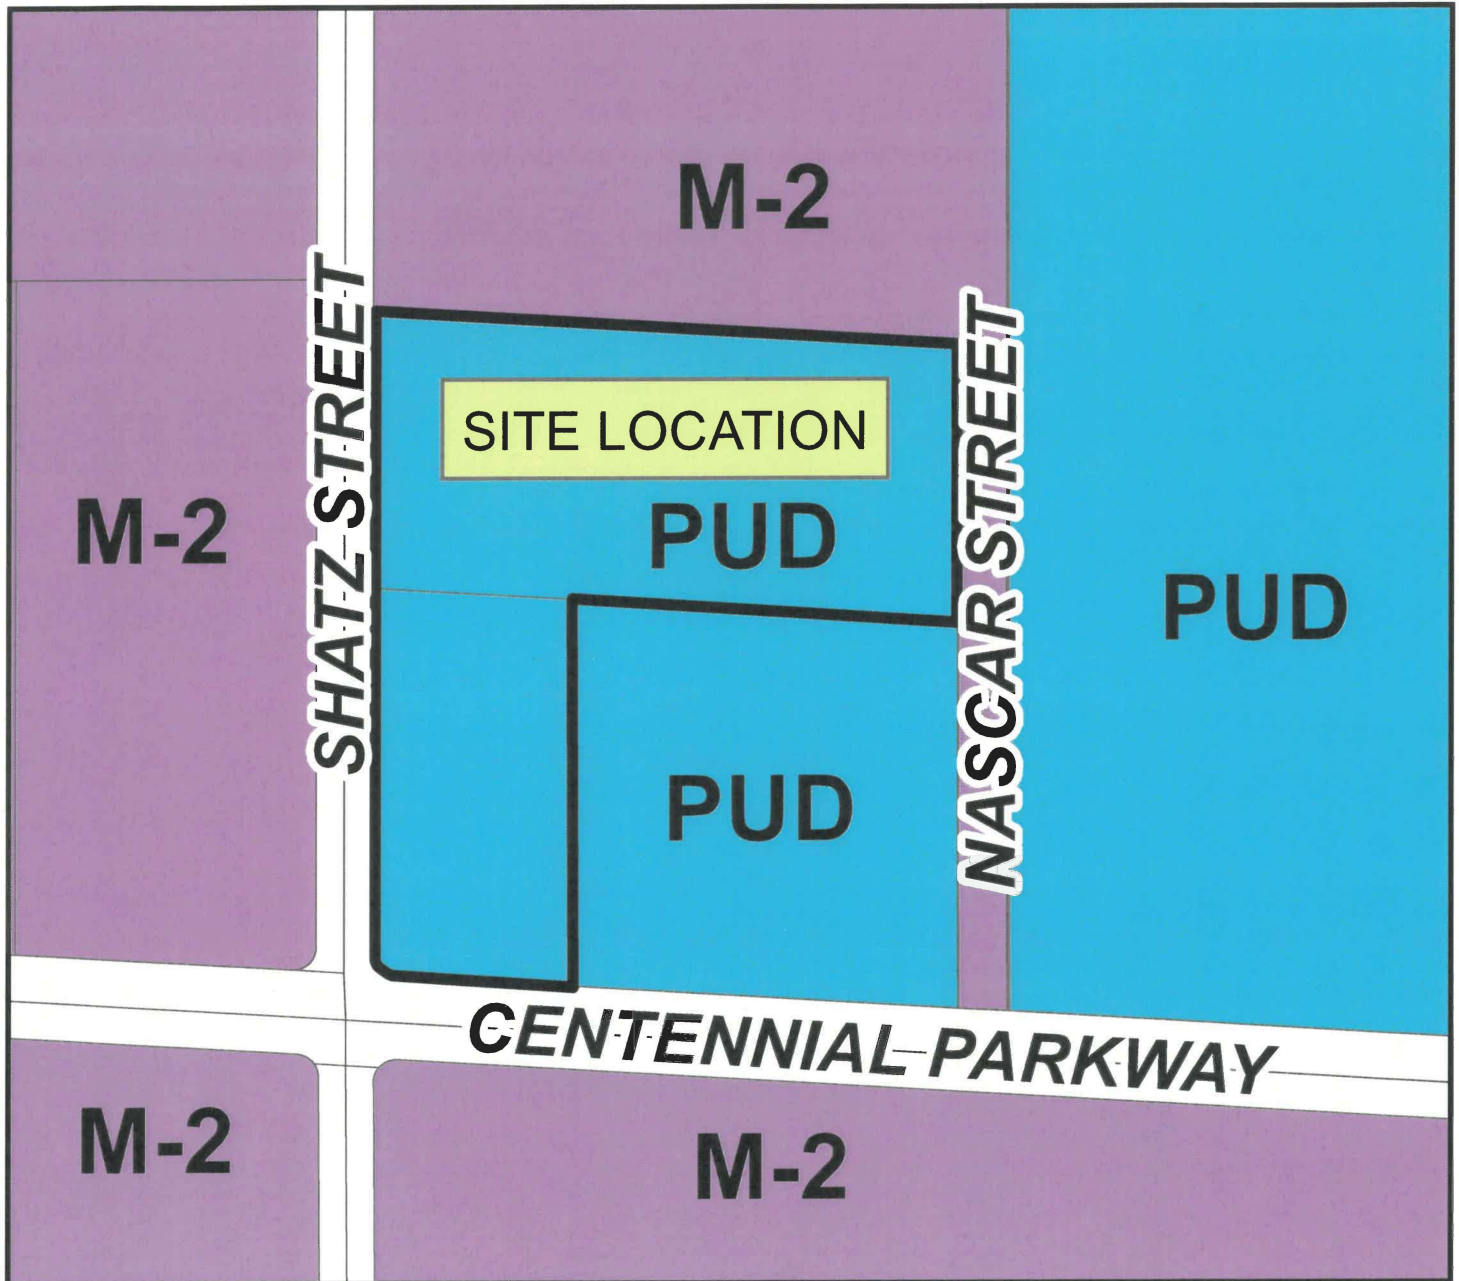 M-2
SHATZ STREET
SITE LOCATION
NASCAR STREET
M-2
PUD
PUD
PUD
CENTENNIAL PARKWAY
M-2
M-2